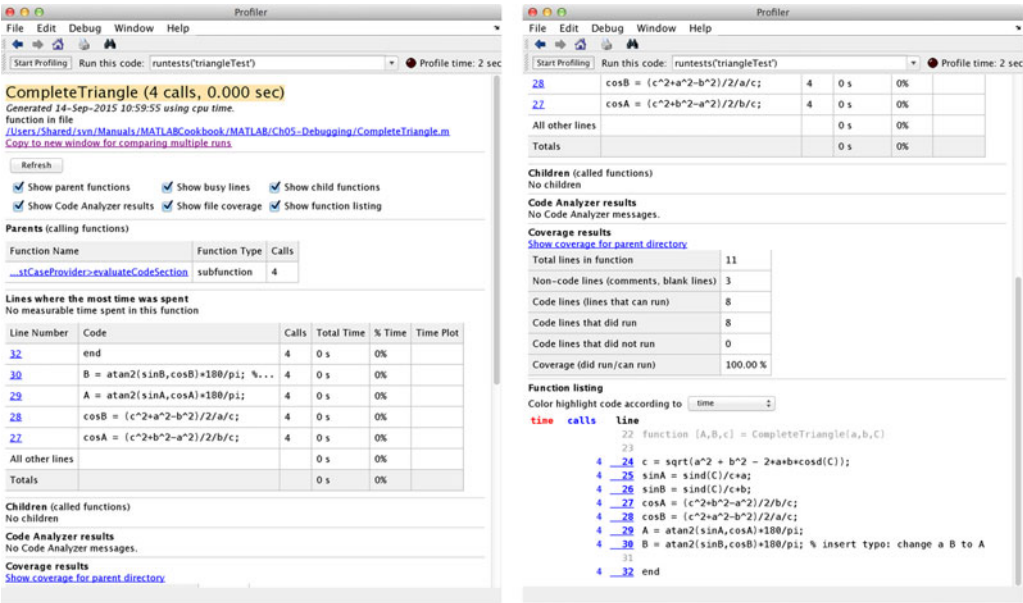 Profiler
File Edit Debug Window Help
Start Profiling Run this code: runtests('triangleTest') Profile time: 2 sec
CompleteTriangle (4 calls, 0.000 sec)
Generated 14-Sep-2015 10:59:55 using cpu time.
function in file
/Users/Shared/svn/Manuals/MATLABCookbook/MATLAB/Ch05-Debugging/CompleteTriangle.m
Copy to new window for comparing multiple runs
Refresh
Show parent functions Show busy lines Show child functions
Show Code Analyzer results Show file coverage Show function listing
Parents (calling functions)
Function Name Function Type Calls
...stCaseProvider>evaluateCodeSection subfunction 4
Lines where the most time was spent
No measurable time spent in this function
Line Number Code Calls Total Time % Time Time Plot
32 end 4 0 s 0%
30 B = atan2(sinB,cosB)*180/pi; %... 4 0 s 0%
29 A = atan2(sinA,cosA)*180/pi; 4 0 s 0%
28 cosB = (c^2+a^2-b^2)/2/a/c; 4 0 s 0%
27 cosA = (c^2+b^2-a^2)/2/b/c; 4 0 s 0%
All other lines 0 s 0%
Totals 0 s 0%
Children (called functions)
No children
Code Analyzer results
No Code Analyzer messages.
Coverage results
Show coverage for parent directory
Profiler
File Edit Debug Window Help
Start Profiling Run this code: runtests('triangleTest') Profile time: 2 sec
28 cosB = (c^2+a^2-b^2)/2/a/c; 4 0 s 0%
27 cosA = (c^2+b^2-a^2)/2/b/c; 4 0 s 0%
All other lines 0 s 0%
Totals 0 s 0%
Children (called functions)
No children
Code Analyzer results
No Code Analyzer messages.
Coverage results
Show coverage for parent directory
Total lines in function 11
Non-code lines (comments, blank lines) 3
Code lines (lines that can run) 8
Code lines that did run 8
Code lines that did not run 0
Coverage (did run/can run) 100.00 %
Function listing
Color highlight code according to time
time calls line
22 function [A,B,c] = CompleteTriangle(a,b,C)
23
4 24 c = sqrt(a^2 + b^2 - 2*a*b*cosd(C));
4 25 sinA = sind(C)/c*a;
4 26 sinB = sind(C)/c*b;
4 27 cosA = (c^2+b^2-a^2)/2/b/c;
4 28 cosB = (c^2+a^2-b^2)/2/a/c;
4 29 A = atan2(sinA,cosA)*180/pi;
4 30 B = atan2(sinB,cosB)*180/pi; % insert typo: change a B to A
31
4 32 end